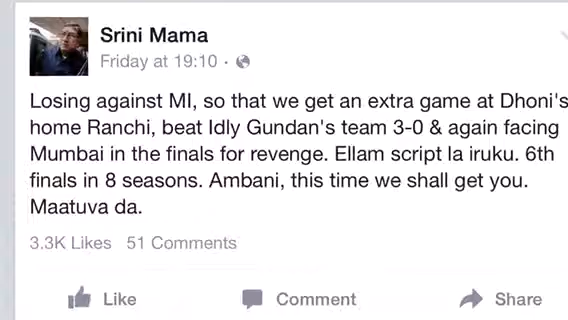 Srini Mama
Friday at 19:10 ·
Losing against MI, so that we get an extra game at Dhoni's
home Ranchi, beat Idly Gundan's team 3-0 & again facing
Mumbai in the finals for revenge. Ellam script la iruku. 6th
finals in 8 seasons. Ambani, this time we shall get you.
Maatuva da.
3.3K Likes 51 Comments
Like Comment Share